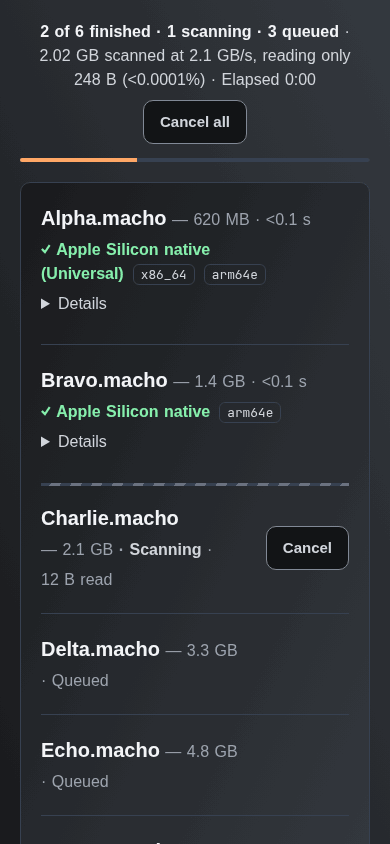 2 of 6 finished · 1 scanning · 3 queued ·
2.02 GB scanned at 2.1 GB/s, reading only
248 B (<0.0001%) · Elapsed 0:00
Cancel all
Alpha.macho — 620 MB · <0.1 s
✓ Apple Silicon native
(Universal) x86_64 arm64e
▶ Details
Bravo.macho — 1.4 GB · <0.1 s
✓ Apple Silicon native arm64e
▶ Details
Charlie.macho
— 2.1 GB · Scanning ·
12 B read
Cancel
Delta.macho — 3.3 GB
· Queued
Echo.macho — 4.8 GB
· Queued